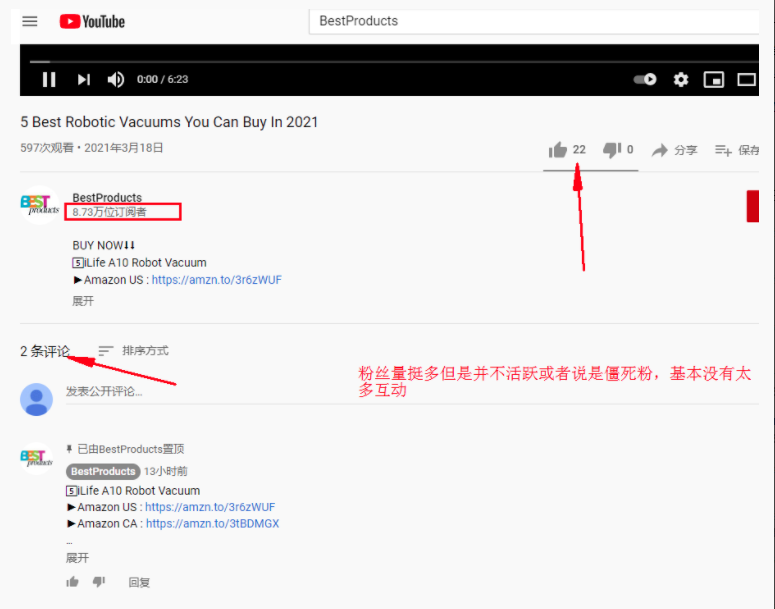 YouTube
BestProducts
0:00 / 6:23
5 Best Robotic Vacuums You Can Buy In 2021
597次观看 • 2021年3月18日
22
0
分享
保存
BEST products
BestProducts
8.73万位订阅者
BUY NOW⬇⬇
5️⃣iLife A10 Robot Vacuum
►Amazon US : https://amzn.to/3r6zWUF
展开
2 条评论
排序方式
粉丝量挺多但是并不活跃或者说是僵死粉，基本没有太
多互动
发表公开评论...
BEST products
已由BestProducts置顶
BestProducts 13小时前
5️⃣iLife A10 Robot Vacuum
►Amazon US : https://amzn.to/3r6zWUF
►Amazon CA : https://amzn.to/3tBDMGX
...
展开
回复